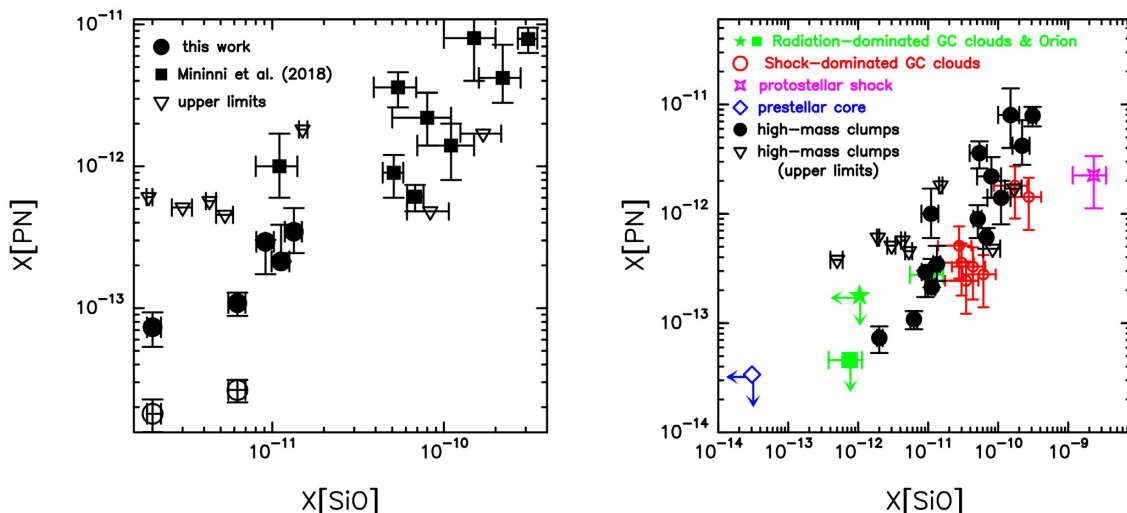 10⁻¹¹
10⁻¹²
10⁻¹³
X[PN]
this work
Mininni et al. (2018)
upper limits
10⁻¹¹
10⁻¹⁰
X[SiO]
Radiation−dominated GC clouds & Orion
Shock−dominated GC clouds
protostellar shock
prestellar core
high−mass clumps
high−mass clumps
(upper limits)
10⁻¹¹
10⁻¹²
10⁻¹³
10⁻¹⁴
X[PN]
10⁻¹⁴
10⁻¹³
10⁻¹²
10⁻¹¹
10⁻¹⁰
10⁻⁹
X[SiO]